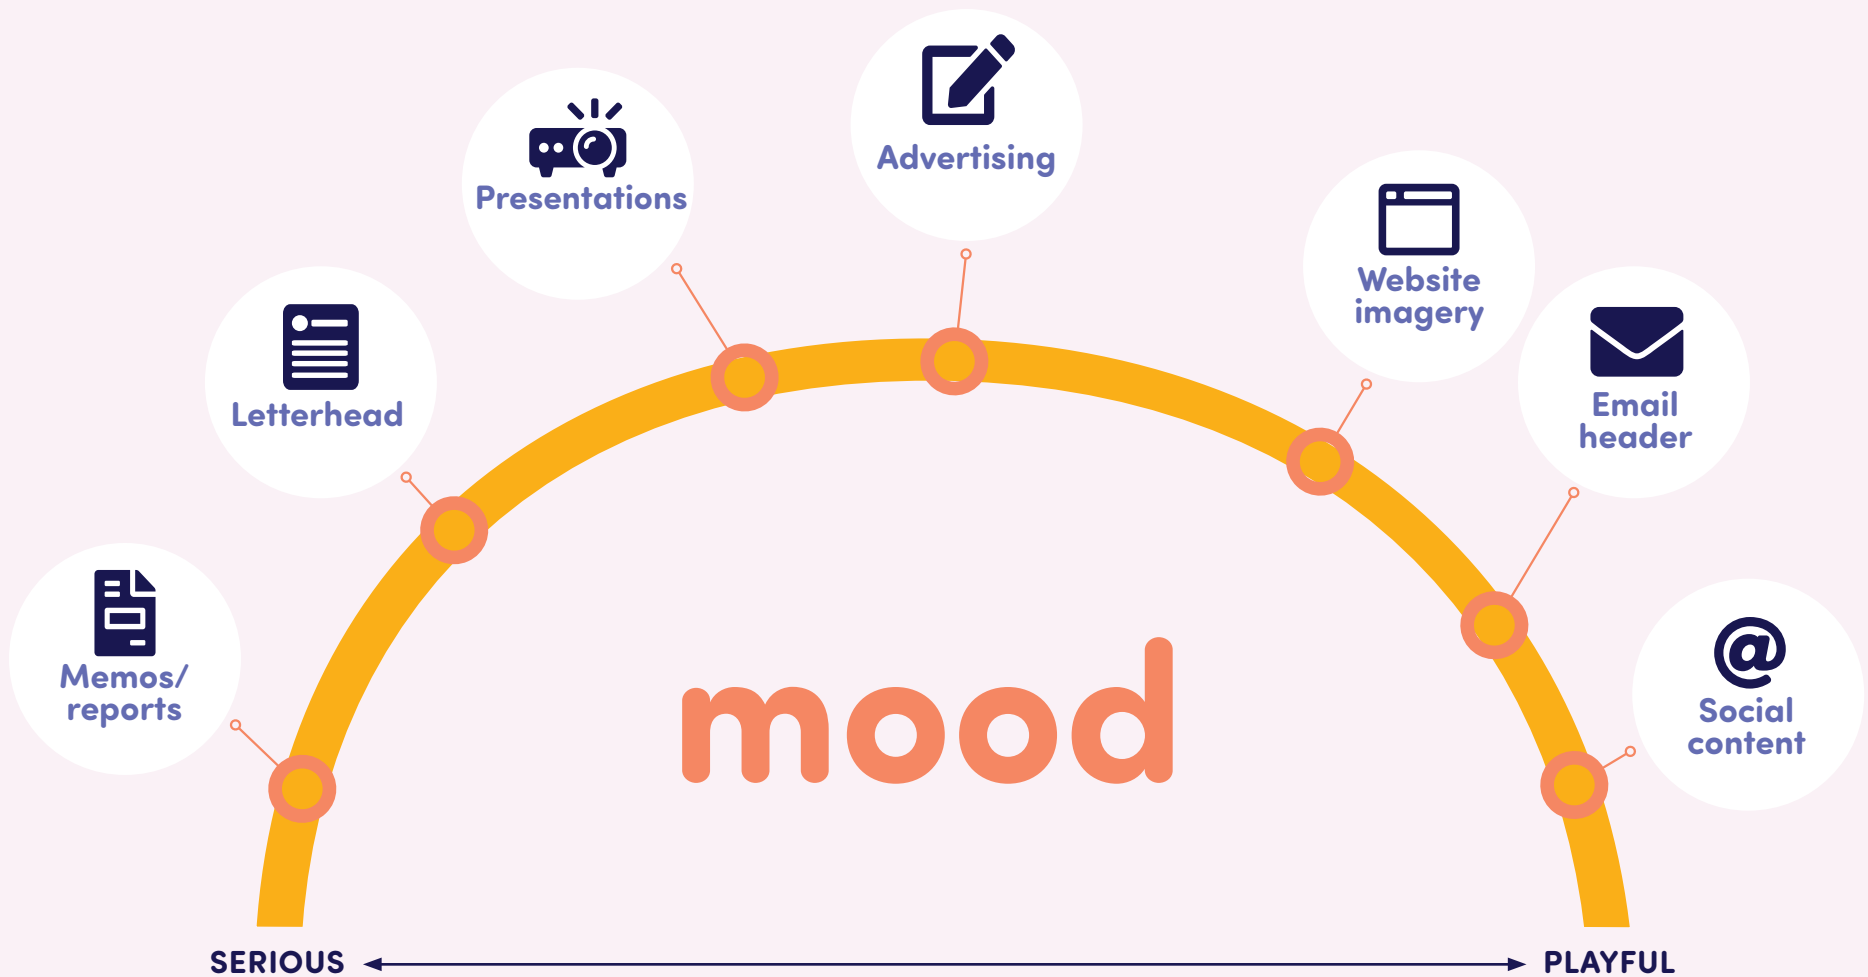 Advertising
Presentations
Website
imagery
Letterhead
Email
header
Memos/
reports
mood
Social
content
SERIOUS
PLAYFUL